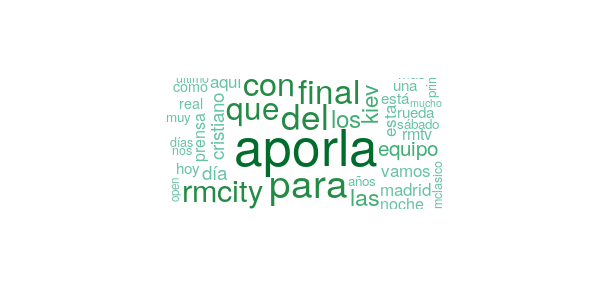 último
como
aquí
con
final
una
real
que
del
los
kiev
está
mucho
muy
prensa
cristiano
esta
rueda
sábado
días
nos
aporla
rmtv
equipo
hoy
día
para
años
vamos
open
rmcity
las
madrid
noche
mclasico